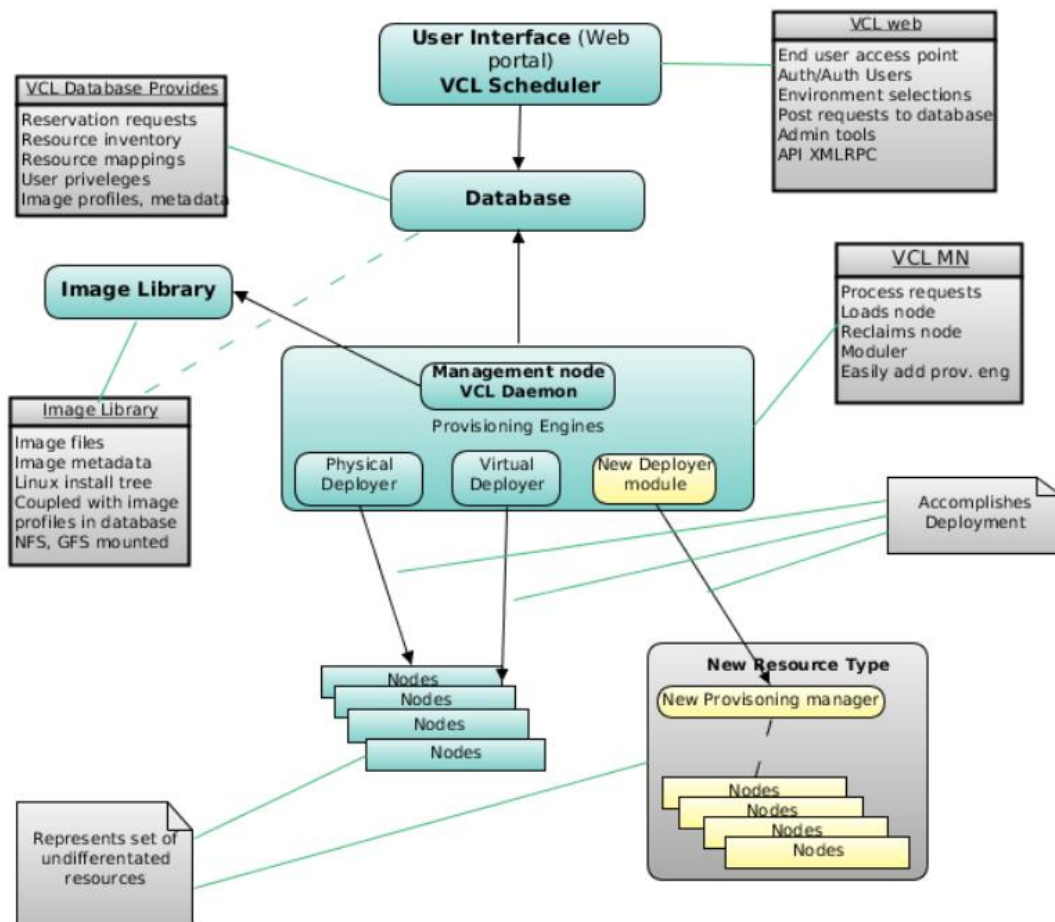 User Interface (Web
portal)
VCL Scheduler
VCL web
End user access point
Auth/Auth Users
Environment selections
Post requests to database
Admin tools
API XMLRPC
VCL Database Provides
Reservation requests
Resource inventory
Resource mappings
User priveleges
Image profiles, metadata
Database
Image Library
VCL MN
Process requests
Loads node
Reclaims node
Moduler
Easily add prov. eng
Management node
VCL Daemon
Provisioning Engines
Physical
Deployer
Virtual
Deployer
New Deployer
module
Image Library
Image files
Image metadata
Linux install tree
Coupled with image
profiles in database
NFS, GFS mounted
Accomplishes
Deployment
Nodes
Nodes
Nodes
Nodes
New Resource Type
New Provisoning manager
Nodes
Nodes
Nodes
Nodes
Represents set of
undifferentated
resources